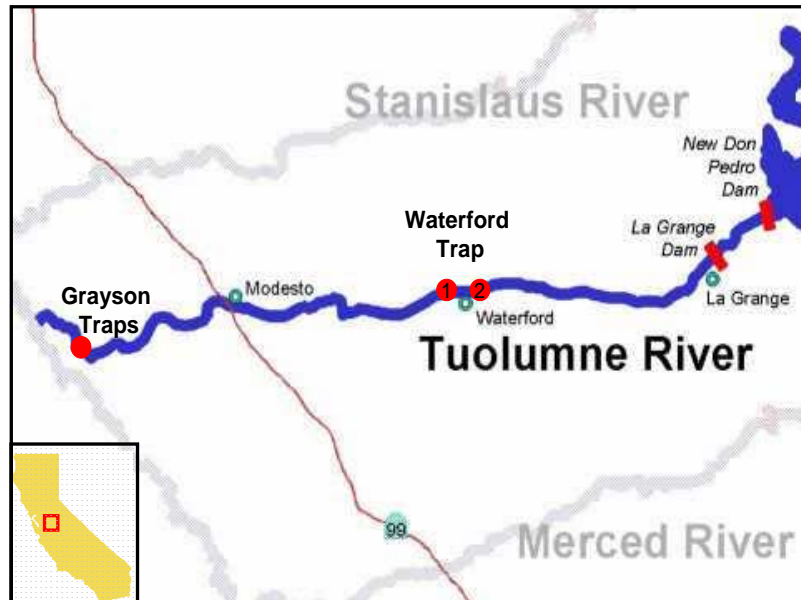 Stanislaus River
New Don
Pedro
Dam
Waterford
Trap
La Grange
Dam
Grayson
Traps
Modesto
1
2
Waterford
La Grange
Tuolumne River
99
Merced River